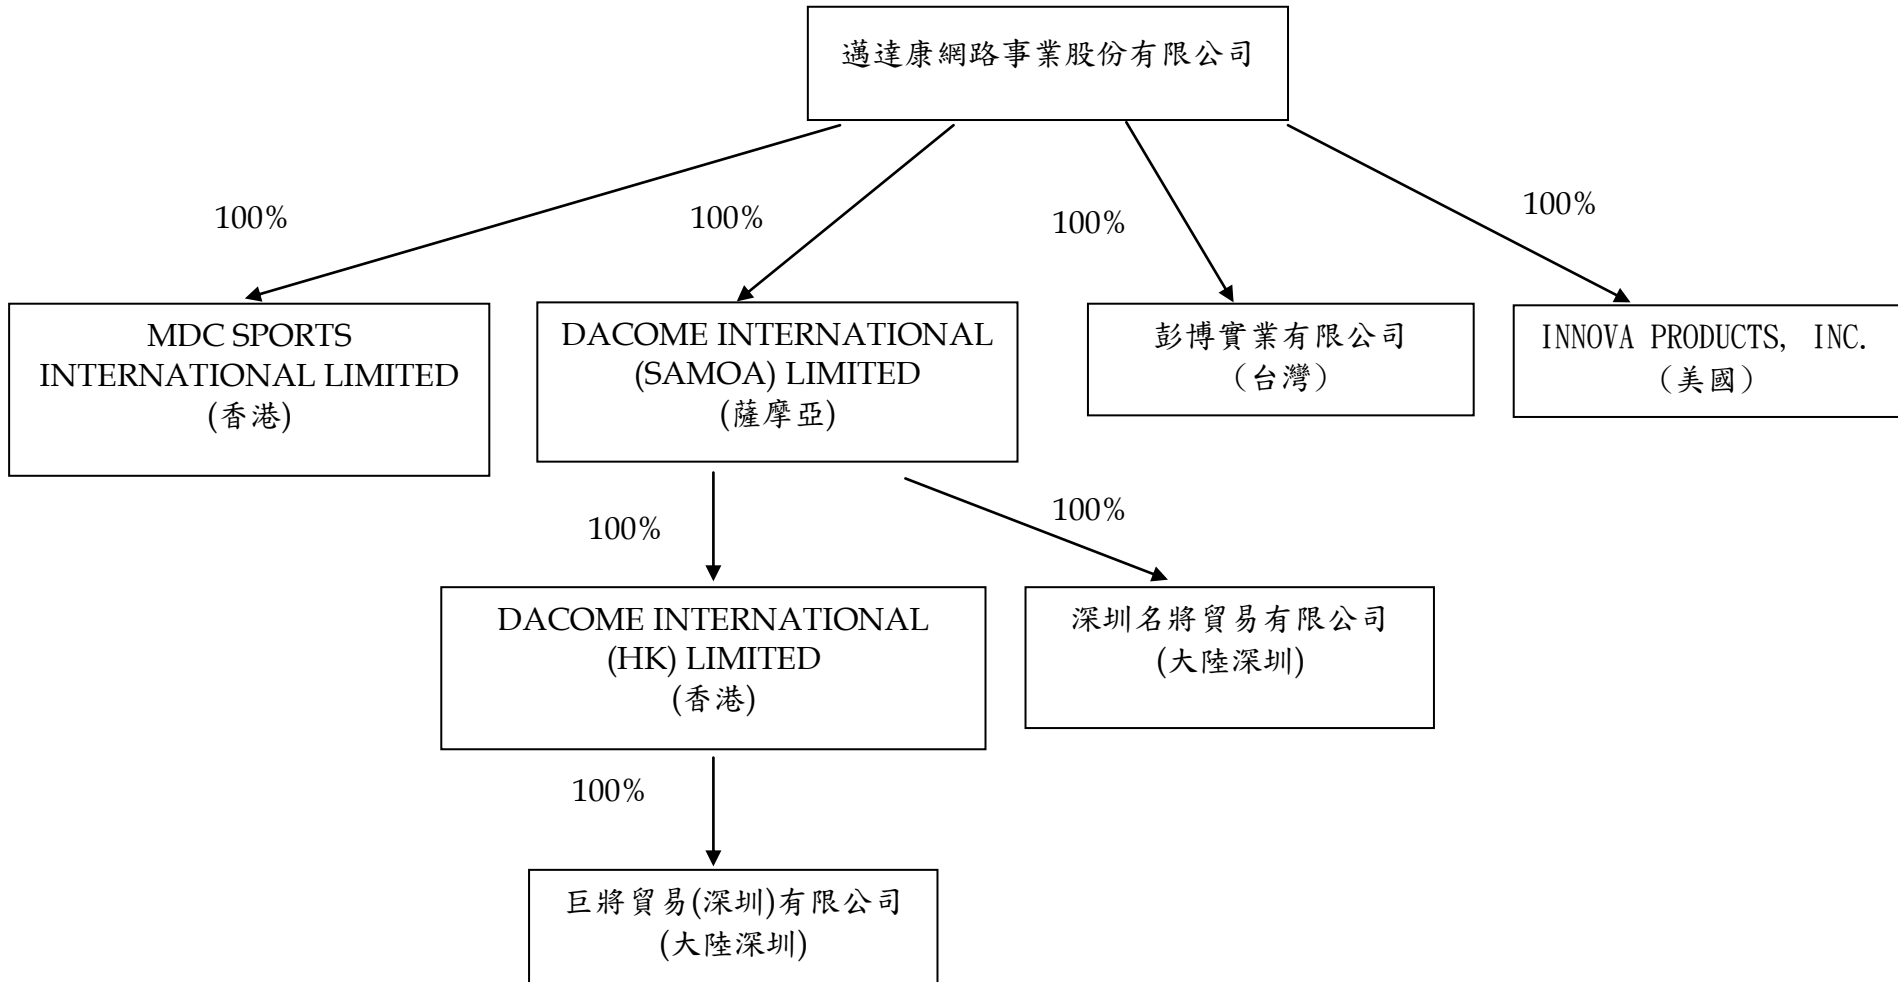 邁達康網路事業股份有限公司
100%
100%
100%
100%
MDC SPORTS
INTERNATIONAL LIMITED
(香港)
DACOME INTERNATIONAL
(SAMOA) LIMITED
(薩摩亞)
彭博實業有限公司
（台灣）
INNOVA PRODUCTS, INC.
（美國）
100%
100%
DACOME INTERNATIONAL
(HK) LIMITED
(香港)
深圳名將貿易有限公司
(大陸深圳)
100%
巨將貿易(深圳)有限公司
(大陸深圳)